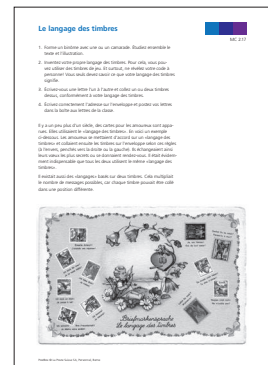 Le langage des timbres
MC 2.17
1. Forme un binôme avec une ou un camarade. Étudiez ensemble le
texte et l'illustration.
2. Inventez votre propre langage des timbres. Pour cela, vous pou-
vez utiliser des timbres de jeu. Et surtout, ne révélez votre code à
personne! Vous seuls devez savoir ce que votre langage des timbres
signifie.
3. Écrivez-vous une lettre l'un à l'autre et collez un ou deux timbres
dessus, conformément à votre langage des timbres.
4. Écrivez correctement l'adresse sur l'enveloppe et postez vos lettres
dans la boîte aux lettres de la classe.
Il y a un peu plus d'un siècle, des cartes pour les amoureux sont appa-
rues. Elles utilisaient le «langage des timbres». En voici un exemple
ci-dessous. Les amoureux se mettaient d'accord sur un «langage des
timbres» et collaient ensuite les timbres sur l'enveloppe selon ces règles
(à l'envers, penchés vers la droite ou la gauche). Ils échangeaient ainsi
leurs vœux les plus secrets ou se donnaient rendez-vous. Il était évidem-
ment indispensable que tous les deux utilisent le même «langage des
timbres».
Il existait aussi des «langages» basés sur deux timbres. Cela multipliait
le nombre de messages possibles, car chaque timbre pouvait être collé
dans une position différente.
Briefmarkensprache
Le langage des timbres